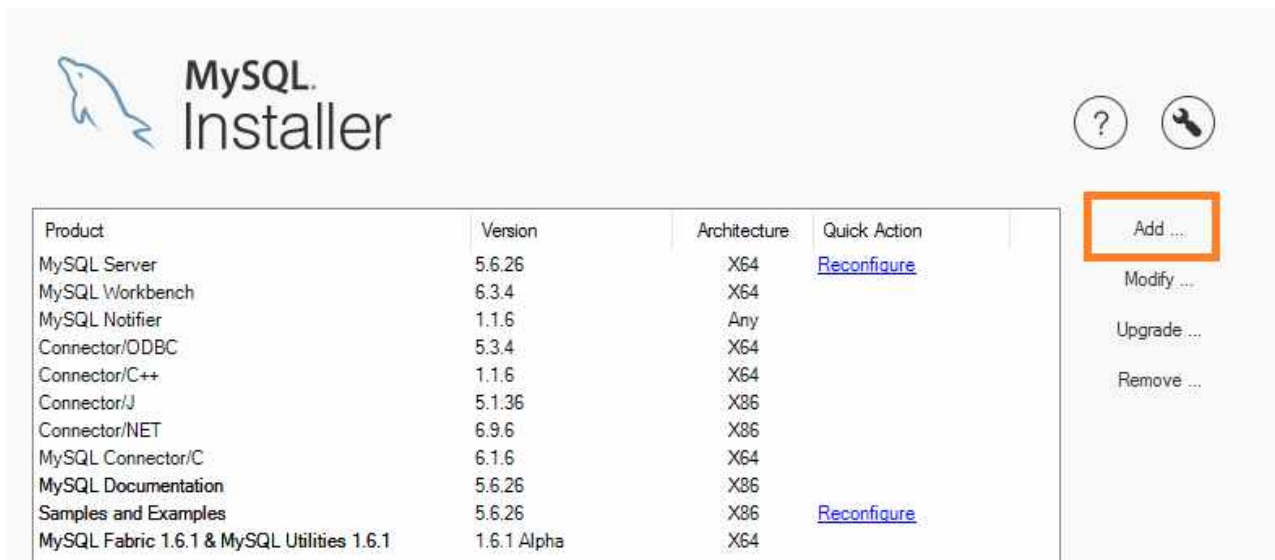 MySQL.
Installer
?
Product Version Architecture Quick Action
MySQL Server 5.6.26 X64 Reconfigure
MySQL Workbench 6.3.4 X64
MySQL Notifier 1.1.6 Any
Connector/ODBC 5.3.4 X64
Connector/C++ 1.1.6 X64
Connector/J 5.1.36 X86
Connector/NET 6.9.6 X86
MySQL Connector/C 6.1.6 X64
MySQL Documentation 5.6.26 X86
Samples and Examples 5.6.26 X86 Reconfigure
MySQL Fabric 1.6.1 & MySQL Utilities 1.6.1 1.6.1 Alpha X64
Add ...
Modify ...
Upgrade ...
Remove ...